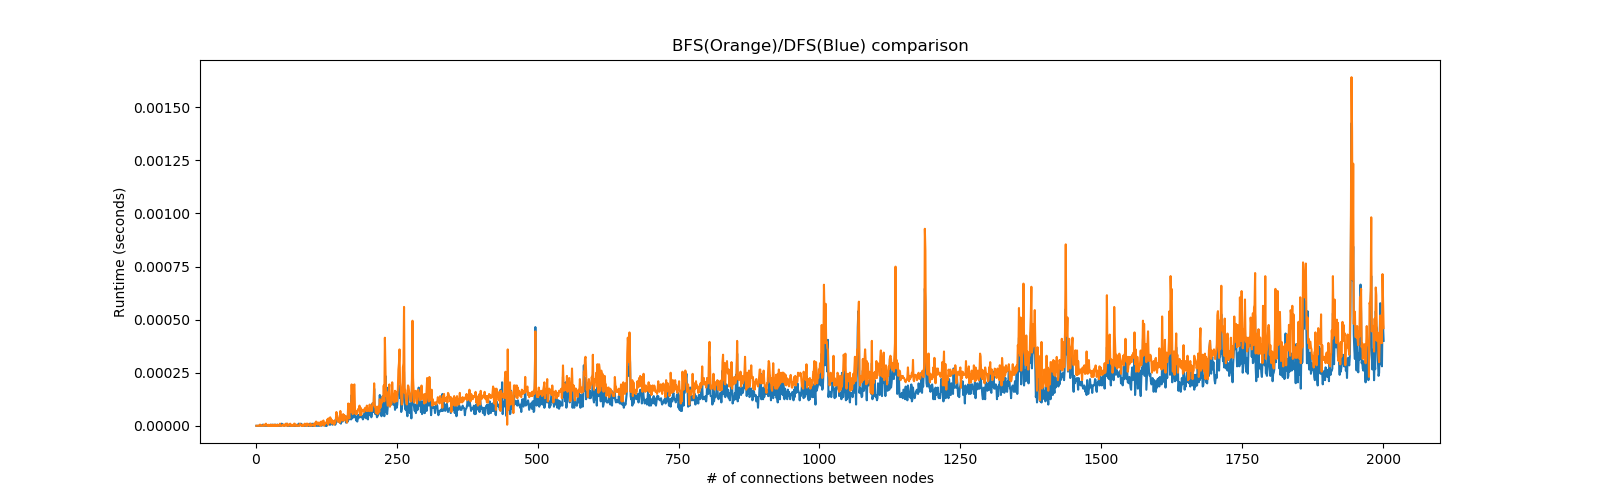 BFS(Orange)/DFS(Blue) comparison
Runtime (seconds)
0.00150
0.00125
0.00100
0.00075
0.00050
0.00025
0.00000
0 250 500 750 1000 1250 1500 1750 2000
# of connections between nodes